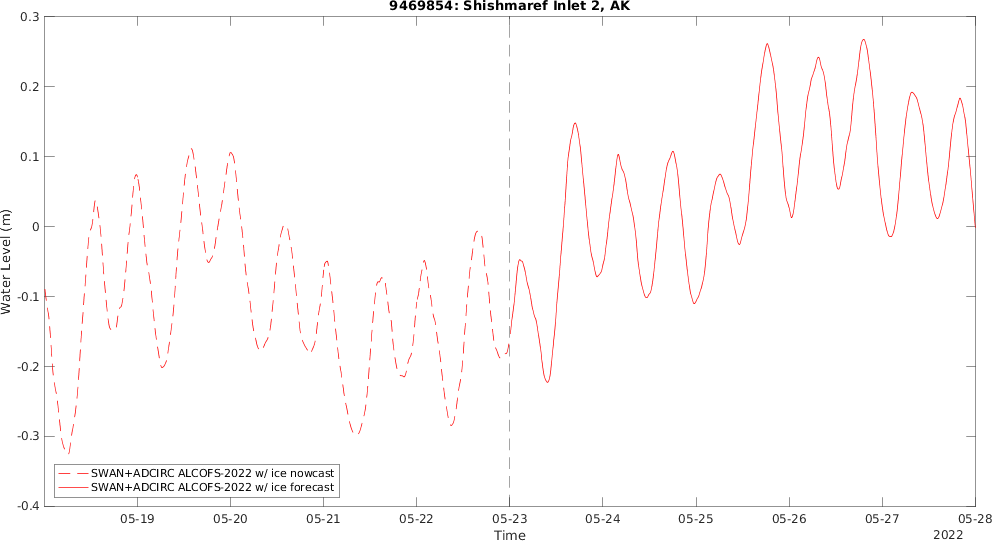 9469854: Shishmaref Inlet 2, AK
0.3
0.2
0.1
0
-0.1
-0.2
-0.3
-0.4
Water Level (m)
SWAN+ADCIRC ALCOFS-2022 w/ ice nowcast
SWAN+ADCIRC ALCOFS-2022 w/ ice forecast
05-19 05-20 05-21 05-22 05-23 05-24 05-25 05-26 05-27 05-28
Time
2022